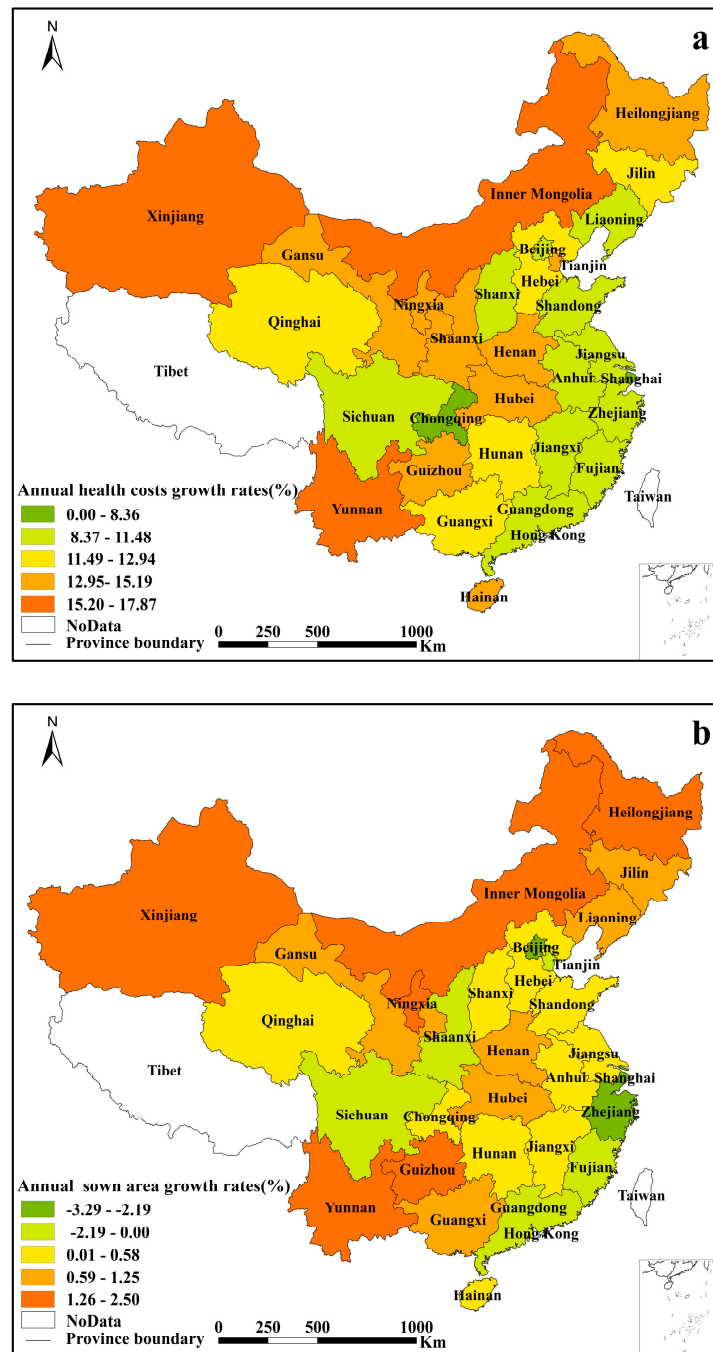 N
a
Heilongjiang
Jilin
Inner Mongolia
Xinjiang
Liaoning
Beijing
Gansu
Tianjin
Hebei
Shanxi
Shandong
Ningxia
Qinghai
Shaanxi
Henan
Jiangsu
Tibet
Anhui
Shanghai
Hubei
Zhejiang
Sichuan
Chongqing
Hunan
Jiangxi
Guizhou
Fujian
Annual health costs growth rates(%)
Taiwan
Yunnan
Guangdong
Guangxi
Hong Kong
0.00 - 8.36
8.37 - 11.48
11.49 - 12.94
12.95- 15.19
15.20 - 17.87
NoData
Province boundary
Hainan
0 250 500 1000
Km
N
b
Heilongjiang
Jilin
Inner Mongolia
Xinjiang
Liaoning
Beijing
Gansu
Tianjin
Hebei
Shanxi
Ningxia
Shandong
Qinghai
Shaanxi
Henan
Jiangsu
Tibet
Anhui
Shanghai
Hubei
Zhejiang
Sichuan
Chongqing
Hunan
Jiangxi
Guizhou
Fujian
Annual sown area growth rates(%)
Taiwan
Yunnan
Guangdong
Guangxi
Hong Kong
-3.29 - -2.19
-2.19 - 0.00
0.01 - 0.58
0.59 - 1.25
1.26 - 2.50
NoData
Province boundary
Hainan
0 250 500 1000
Km